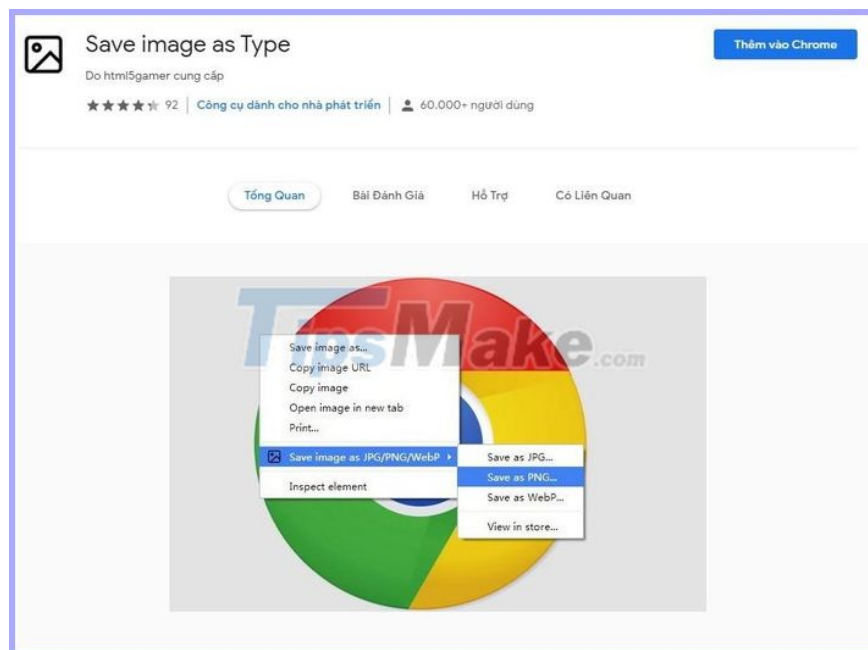 Save image as Type
Thêm vào Chrome
Do html5gamer cung cấp
92 | Công cụ dành cho nhà phát triển | 60.000+ người dùng
Tổng Quan
Bài Đánh Giá
Hỗ Trợ
Có Liên Quan
TipsMake.com
Save image as...
Copy image URL
Copy image
Open image in new tab
Print...
Save image as JPG/PNG/WebP
Inspect element
Save as JPG...
Save as PNG...
Save as WebP...
View in store...